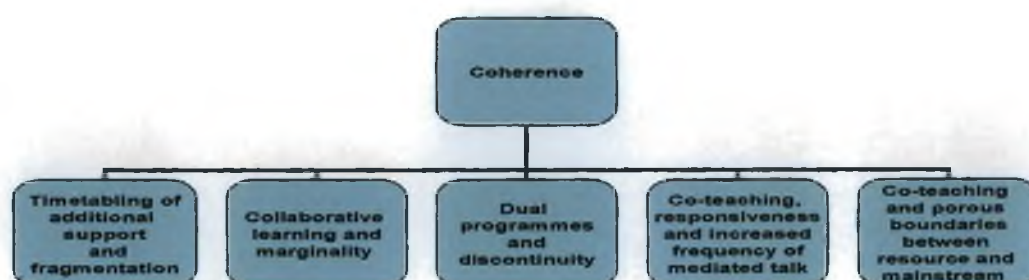 Coherence
Timetabling of
additional
support
and
fragmentation
Collaborative
learning and
marginality
Dual
programmes
and
discontinuity
Co-teaching,
responsiveness
and increased
frequency of
mediated talk
Co-teaching
and porous
boundaries
between
resource and
mainstream